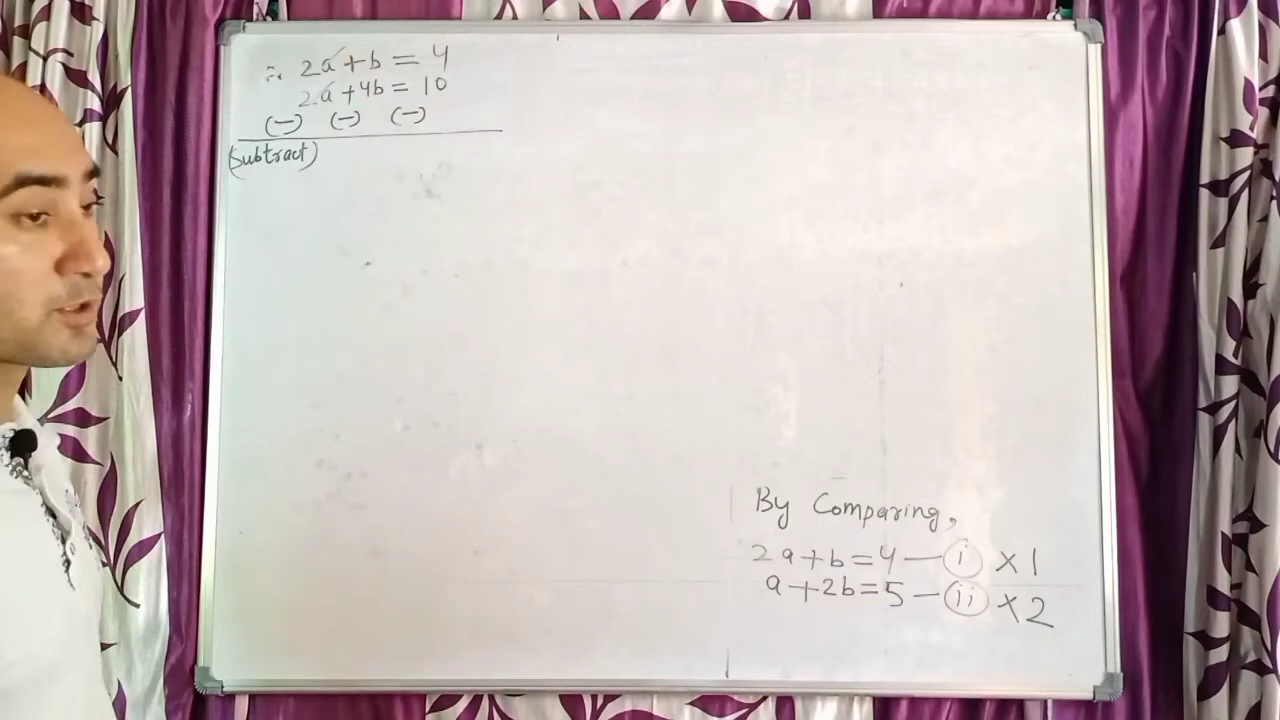 ∴ 2a+b = 4
2a+4b = 10
(-) (-) (-)
(Subtract)
By Comparing,
2a+b=4 — (i) ×1
a+2b=5 — (ii) ×2